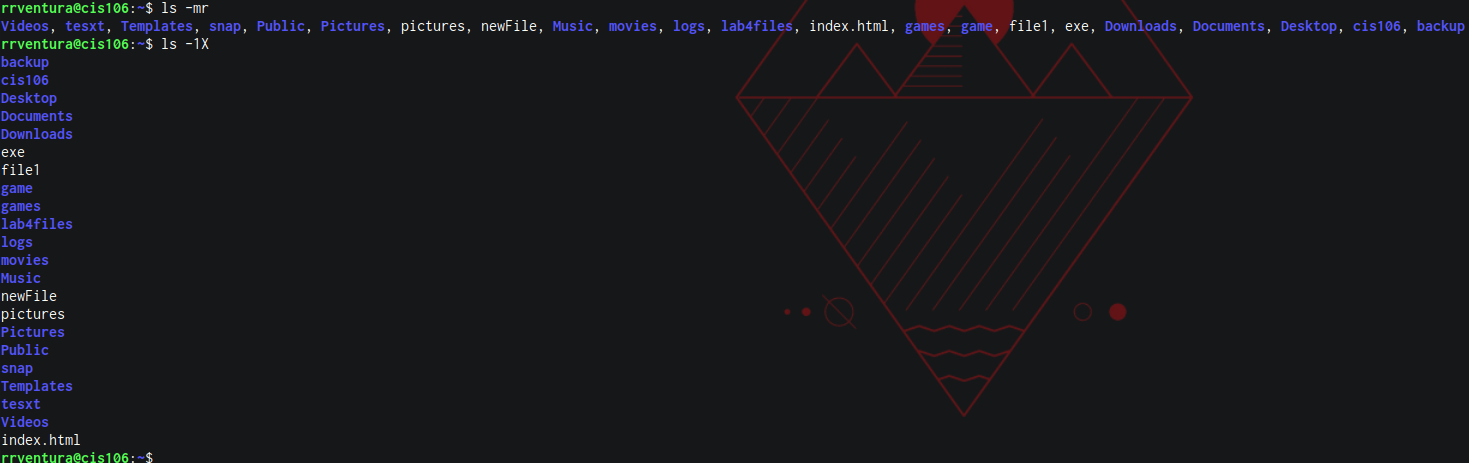 rrventura@cis106:~$ ls -mr
Videos, tesxt, Templates, snap, Public, Pictures, pictures, newFile, Music, movies, logs, lab4files, index.html, games, game, file1, exe, Downloads, Documents, Desktop, cis106, backup
rrventura@cis106:~$ ls -1X
backup
cis106
Desktop
Documents
Downloads
exe
file1
game
games
lab4files
logs
movies
Music
newFile
pictures
Pictures
Public
snap
Templates
tesxt
Videos
index.html
rrventura@cis106:~$